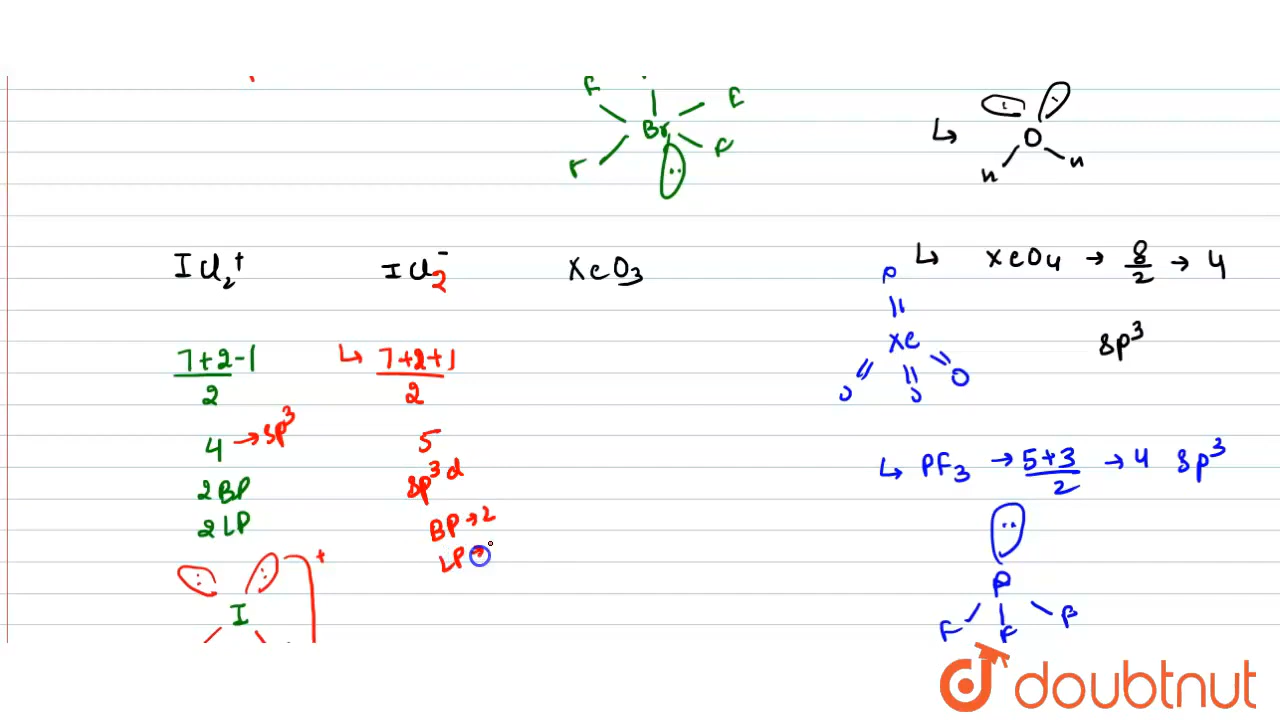 F F
Br
F F
O
H H
ICl₂⁺ ICl₂⁻ XeO₃
↳ XeO₄ → 8/2 → 4
sp³
O
Xe
O O O
(7+2-1)/2
4 → sp³
2BP
2LP
I +
↳ (7+2+1)/2
5
sp³d
BP → 2
LP →
↳ PF₃ → (5+3)/2 → 4 sp³
P
F F F
doubtnut